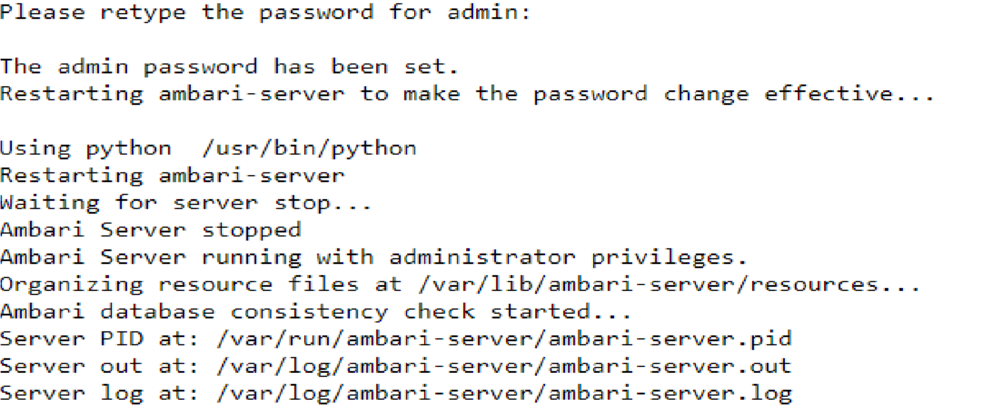 Please retype the password for admin:
The admin password has been set.
Restarting ambari-server to make the password change effective...
Using python  /usr/bin/python
Restarting ambari-server
Waiting for server stop...
Ambari Server stopped
Ambari Server running with administrator privileges.
Organizing resource files at /var/lib/ambari-server/resources...
Ambari database consistency check started...
Server PID at: /var/run/ambari-server/ambari-server.pid
Server out at: /var/log/ambari-server/ambari-server.out
Server log at: /var/log/ambari-server/ambari-server.log